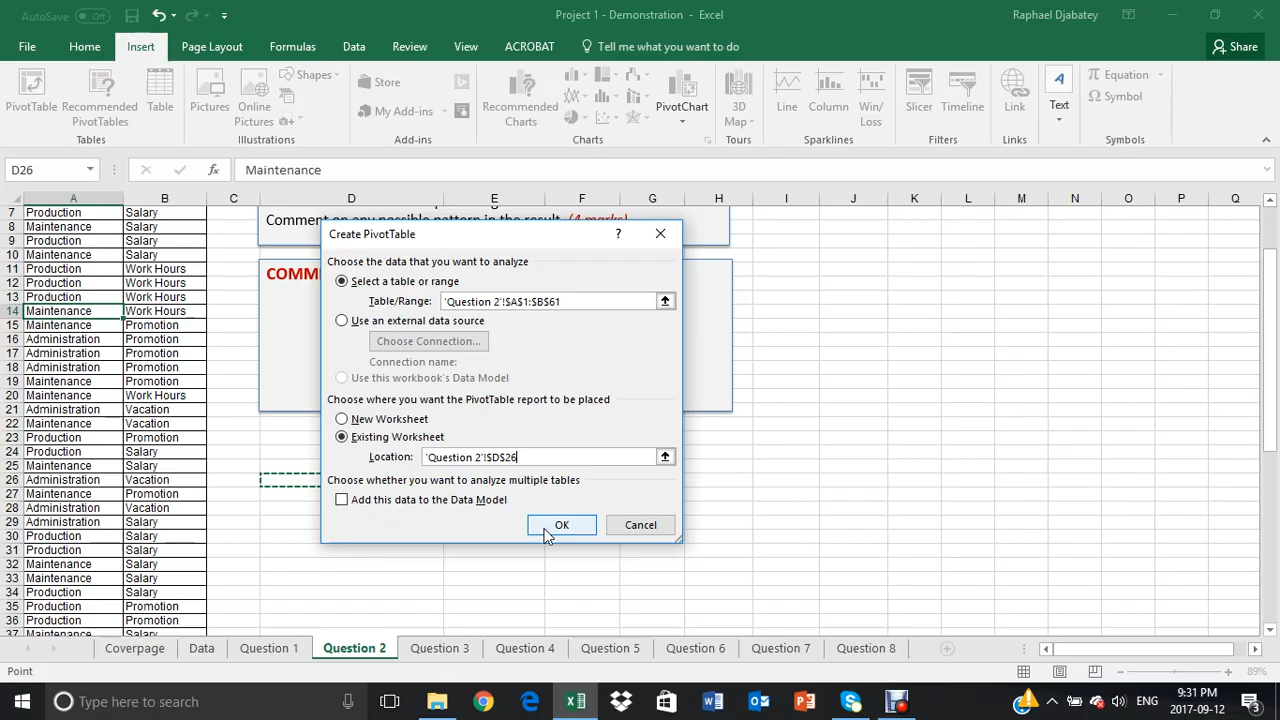 AutoSave Off
Project 1 - Demonstration - Excel
Raphael Djabatey
File Home Insert Page Layout Formulas Data Review View ACROBAT Tell me what you want to do Share
PivotTable Recommended PivotTables Table
Pictures Online Pictures Shapes
Store
My Add-ins
Recommended Charts PivotChart
3D Map
Line Column Win/Loss
Slicer Timeline
Link
Text
Equation
Symbol
Tables Illustrations Add-ins Charts Tours Sparklines Filters Links Symbols
D26 fx Maintenance
A B C D E F G H I J K L M N O P Q
7 Production Salary
8 Maintenance Salary
9 Production Salary
10 Maintenance Salary
11 Production Work Hours
12 Production Work Hours
13 Production Work Hours
14 Maintenance Work Hours
15 Maintenance Promotion
16 Administration Promotion
17 Administration Promotion
18 Administration Promotion
19 Maintenance Promotion
20 Maintenance Work Hours
21 Administration Vacation
22 Maintenance Vacation
23 Production Promotion
24 Production Salary
25 Maintenance Salary
26 Administration Vacation
27 Maintenance Promotion
28 Administration Vacation
29 Administration Salary
30 Production Salary
31 Production Salary
32 Maintenance Salary
33 Maintenance Salary
34 Production Salary
35 Production Promotion
36 Production Promotion
37 Maintenance Salary
Comment on any possible pattern in the result. (4 marks)
COMM
Create PivotTable ?
Choose the data that you want to analyze
Select a table or range
Table/Range: 'Question 2'!$A$1:$B$61
Use an external data source
Choose Connection...
Connection name:
Use this workbook's Data Model
Choose where you want the PivotTable report to be placed
New Worksheet
Existing Worksheet
Location: 'Question 2'!$D$26
Choose whether you want to analyze multiple tables
Add this data to the Data Model
OK Cancel
Coverpage Data Question 1 Question 2 Question 3 Question 4 Question 5 Question 6 Question 7 Question 8
Point 89%
Type here to search
ENG
9:31 PM
2017-09-12
3